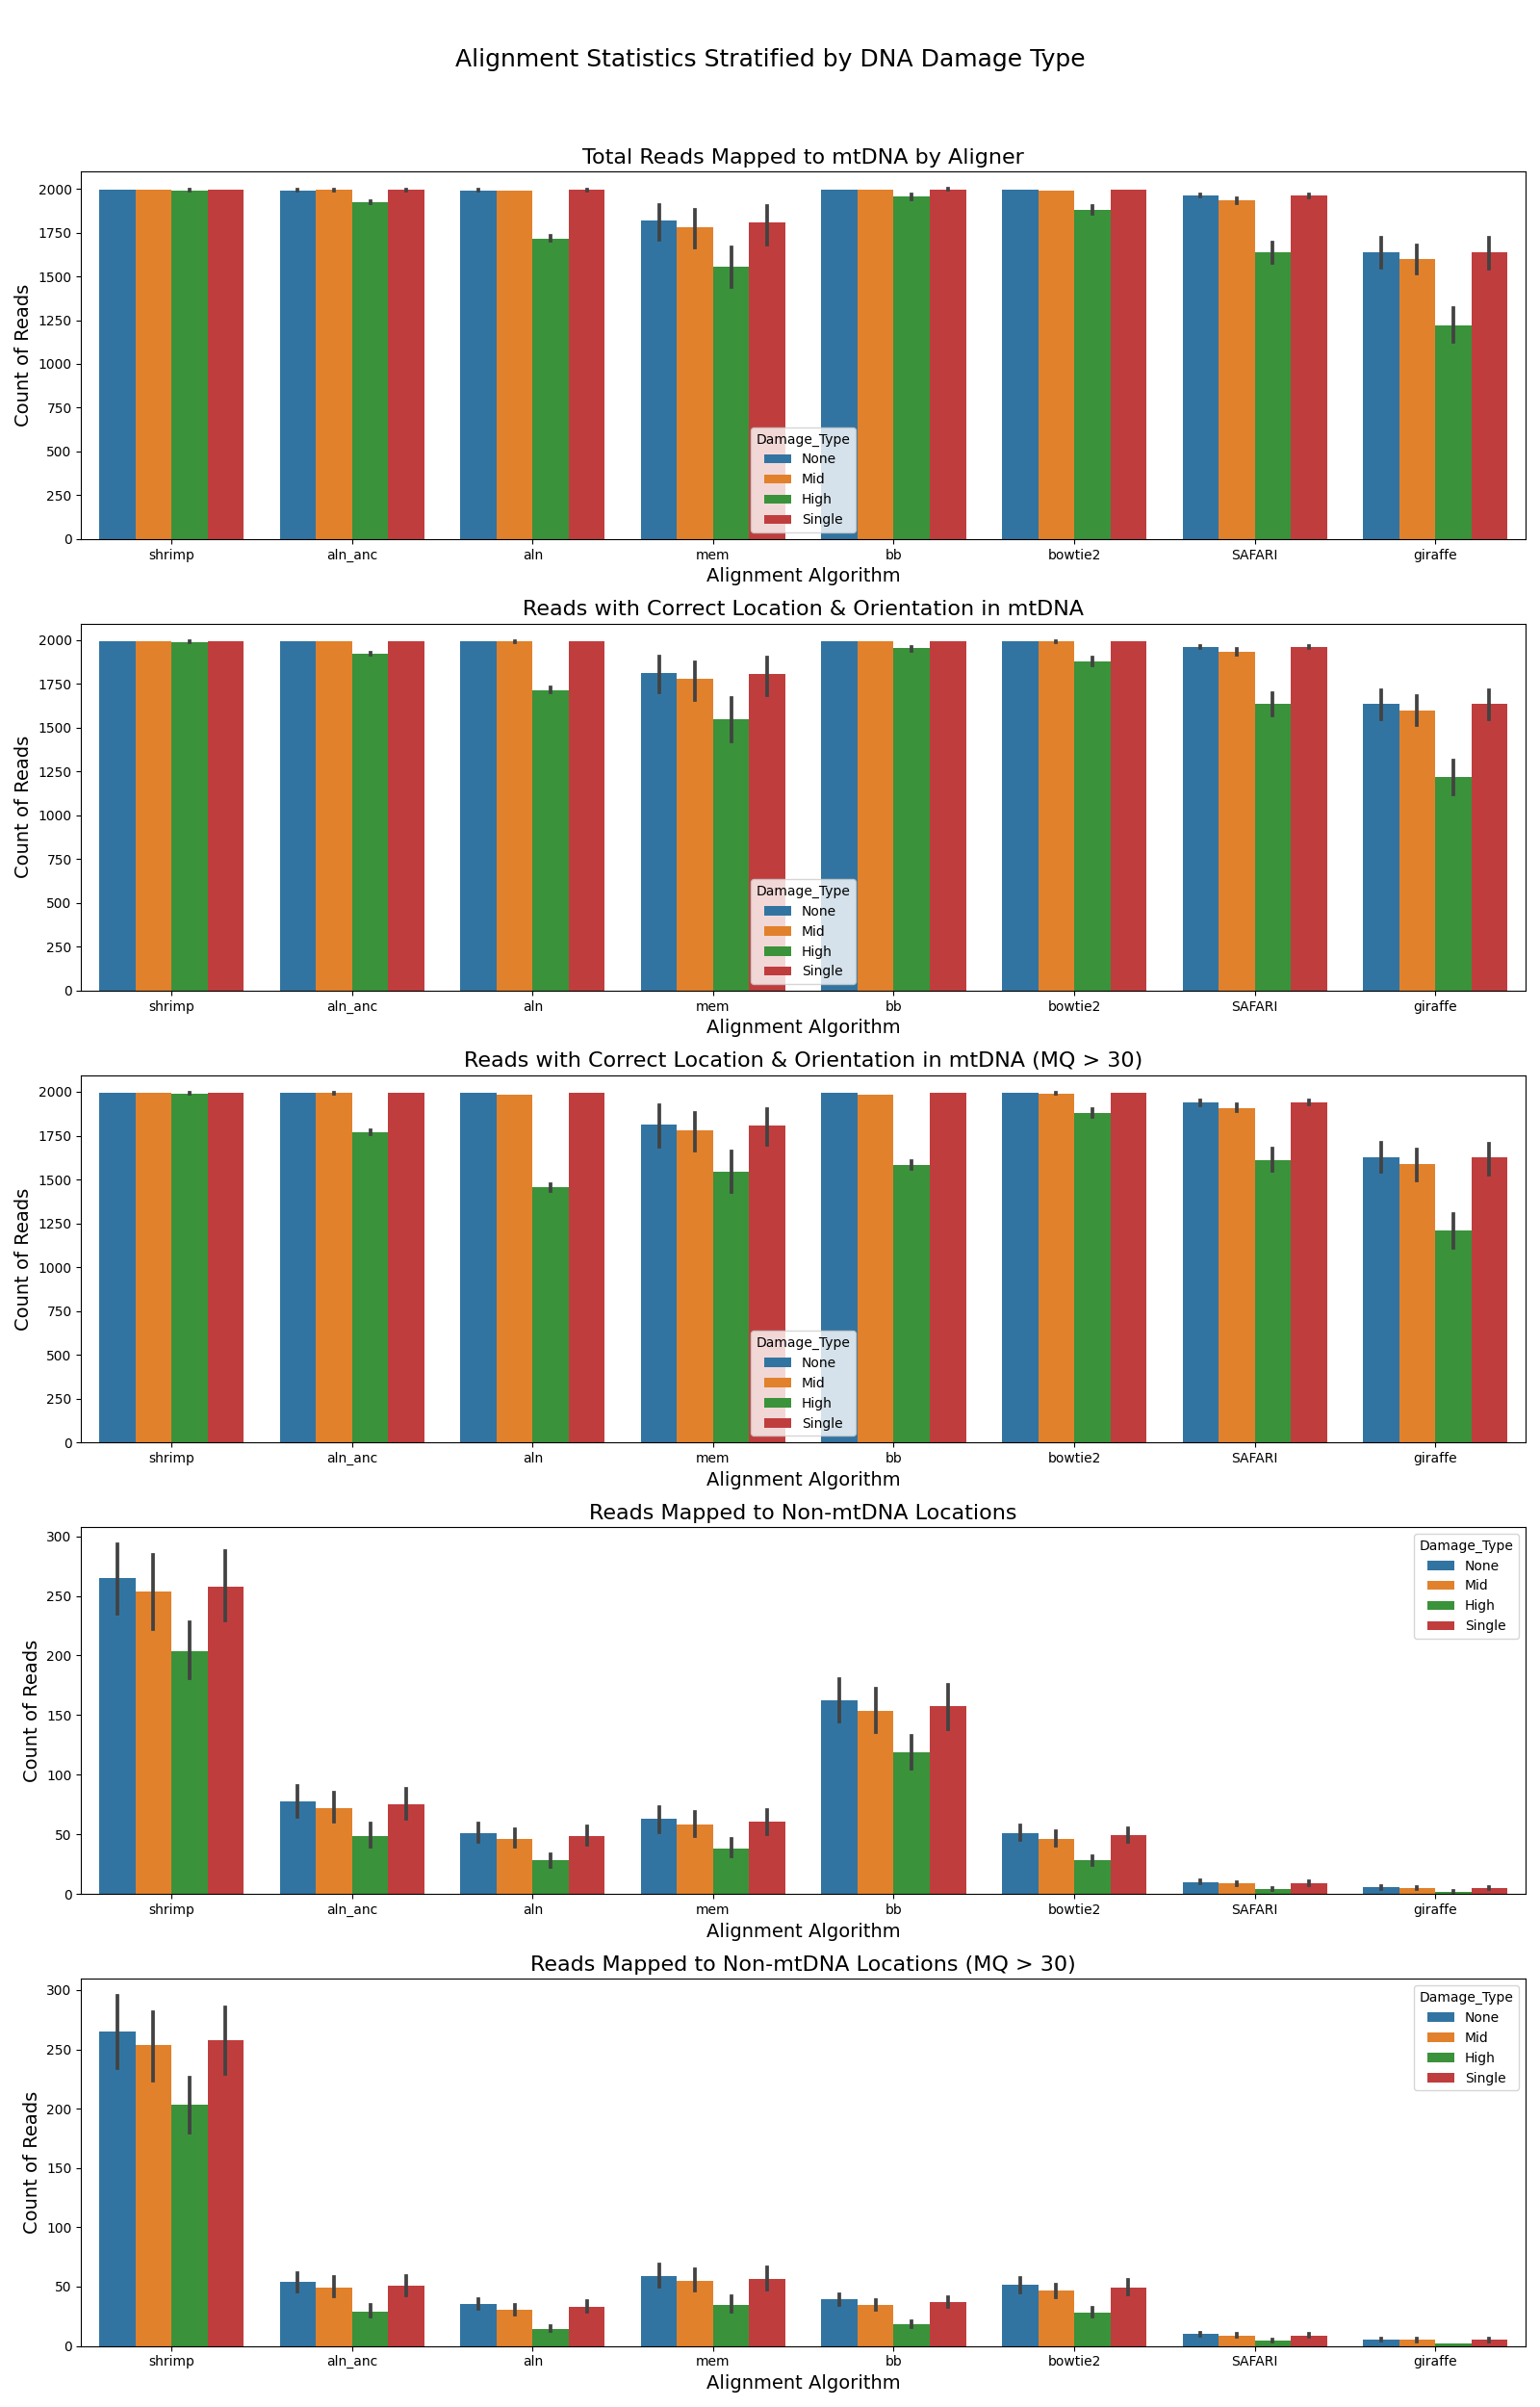 Alignment Statistics Stratified by DNA Damage Type
Total Reads Mapped to mtDNA by Aligner
Count of Reads
2000
1750
1500
1250
1000
750
500
250
0
Damage_Type
None
Mid
High
Single
shrimp aln_anc aln mem bb bowtie2 SAFARI giraffe
Alignment Algorithm
Reads with Correct Location & Orientation in mtDNA
Count of Reads
2000
1750
1500
1250
1000
750
500
250
0
Damage_Type
None
Mid
High
Single
shrimp aln_anc aln mem bb bowtie2 SAFARI giraffe
Alignment Algorithm
Reads with Correct Location & Orientation in mtDNA (MQ > 30)
Count of Reads
2000
1750
1500
1250
1000
750
500
250
0
Damage_Type
None
Mid
High
Single
shrimp aln_anc aln mem bb bowtie2 SAFARI giraffe
Alignment Algorithm
Reads Mapped to Non-mtDNA Locations
Count of Reads
300
250
200
150
100
50
0
Damage_Type
None
Mid
High
Single
shrimp aln_anc aln mem bb bowtie2 SAFARI giraffe
Alignment Algorithm
Reads Mapped to Non-mtDNA Locations (MQ > 30)
Count of Reads
300
250
200
150
100
50
0
Damage_Type
None
Mid
High
Single
shrimp aln_anc aln mem bb bowtie2 SAFARI giraffe
Alignment Algorithm